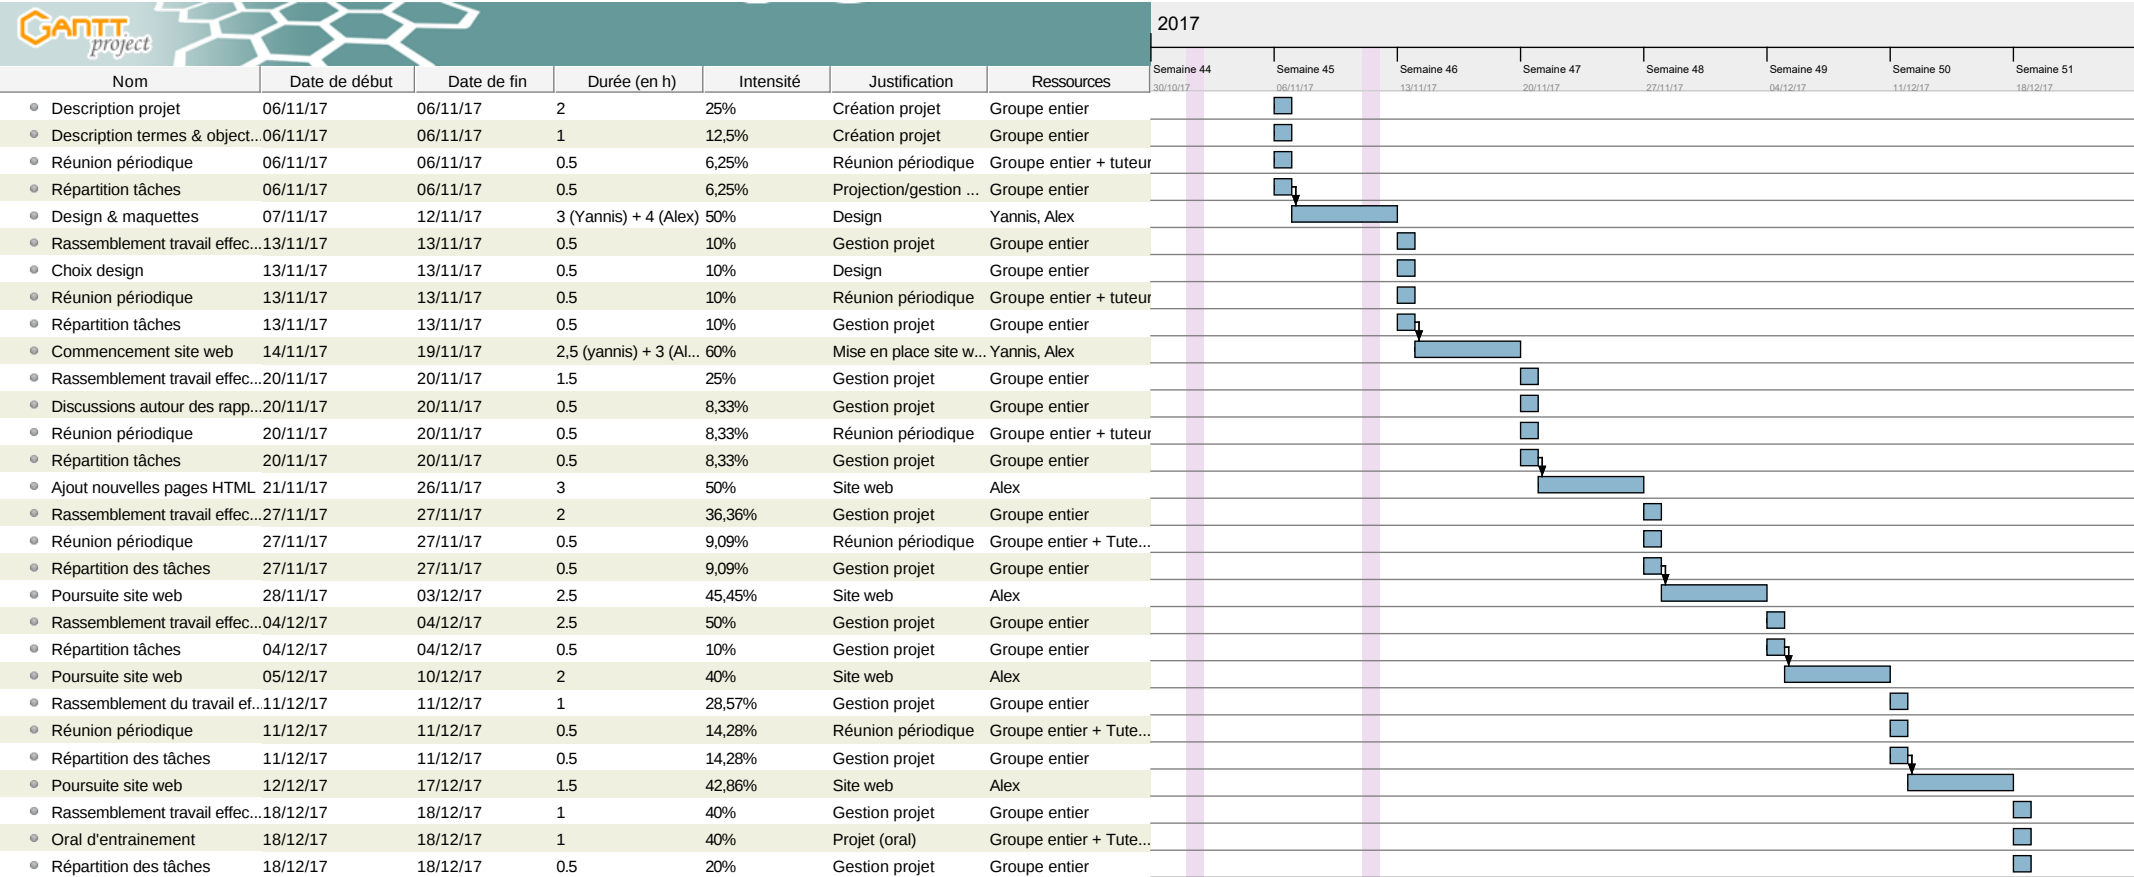 GANTT
project
2017
Nom Date de début Date de fin Durée (en h) Intensité Justification Ressources
Semaine 44 Semaine 45 Semaine 46 Semaine 47 Semaine 48 Semaine 49 Semaine 50 Semaine 51
30/10/17 06/11/17 13/11/17 20/11/17 27/11/17 04/12/17 11/12/17 18/12/17
Description projet 06/11/17 06/11/17 2 25% Création projet Groupe entier
Description termes & object... 06/11/17 06/11/17 1 12,5% Création projet Groupe entier
Réunion périodique 06/11/17 06/11/17 0.5 6,25% Réunion périodique Groupe entier + tuteur
Répartition tâches 06/11/17 06/11/17 0.5 6,25% Projection/gestion ... Groupe entier
Design & maquettes 07/11/17 12/11/17 3 (Yannis) + 4 (Alex) 50% Design Yannis, Alex
Rassemblement travail effec... 13/11/17 13/11/17 0.5 10% Gestion projet Groupe entier
Choix design 13/11/17 13/11/17 0.5 10% Design Groupe entier
Réunion périodique 13/11/17 13/11/17 0.5 10% Réunion périodique Groupe entier + tuteur
Répartition tâches 13/11/17 13/11/17 0.5 10% Gestion projet Groupe entier
Commencement site web 14/11/17 19/11/17 2,5 (yannis) + 3 (Al... 60% Mise en place site w... Yannis, Alex
Rassemblement travail effec... 20/11/17 20/11/17 1.5 25% Gestion projet Groupe entier
Discussions autour des rapp... 20/11/17 20/11/17 0.5 8,33% Gestion projet Groupe entier
Réunion périodique 20/11/17 20/11/17 0.5 8,33% Réunion périodique Groupe entier + tuteur
Répartition tâches 20/11/17 20/11/17 0.5 8,33% Gestion projet Groupe entier
Ajout nouvelles pages HTML 21/11/17 26/11/17 3 50% Site web Alex
Rassemblement travail effec... 27/11/17 27/11/17 2 36,36% Gestion projet Groupe entier
Réunion périodique 27/11/17 27/11/17 0.5 9,09% Réunion périodique Groupe entier + Tute...
Répartition des tâches 27/11/17 27/11/17 0.5 9,09% Gestion projet Groupe entier
Poursuite site web 28/11/17 03/12/17 2.5 45,45% Site web Alex
Rassemblement travail effec... 04/12/17 04/12/17 2.5 50% Gestion projet Groupe entier
Répartition tâches 04/12/17 04/12/17 0.5 10% Gestion projet Groupe entier
Poursuite site web 05/12/17 10/12/17 2 40% Site web Alex
Rassemblement du travail ef... 11/12/17 11/12/17 1 28,57% Gestion projet Groupe entier
Réunion périodique 11/12/17 11/12/17 0.5 14,28% Réunion périodique Groupe entier + Tute...
Répartition des tâches 11/12/17 11/12/17 0.5 14,28% Gestion projet Groupe entier
Poursuite site web 12/12/17 17/12/17 1.5 42,86% Site web Alex
Rassemblement travail effec... 18/12/17 18/12/17 1 40% Gestion projet Groupe entier
Oral d'entrainement 18/12/17 18/12/17 1 40% Projet (oral) Groupe entier + Tute...
Répartition des tâches 18/12/17 18/12/17 0.5 20% Gestion projet Groupe entier